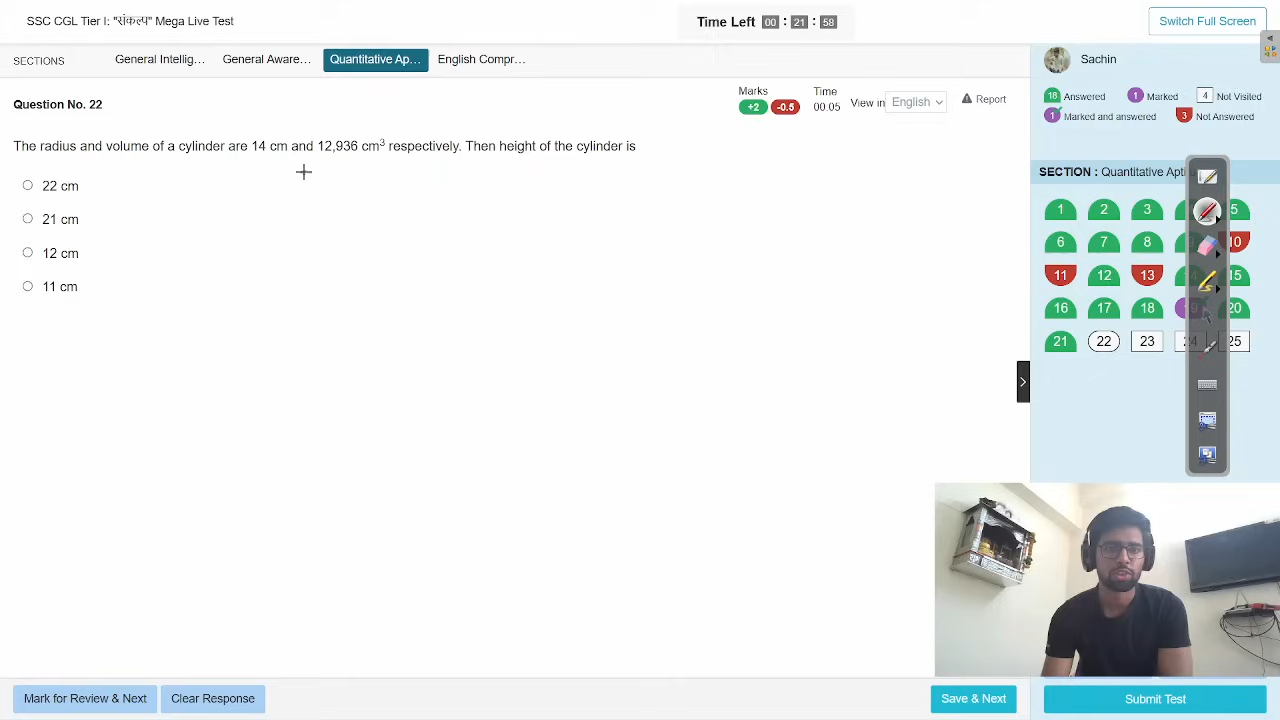 SSC CGL Tier I: "संकल्प" Mega Live Test
Time Left 00 : 21 : 58
Switch Full Screen
SECTIONS
General Intellig...
General Aware...
Quantitative Ap...
English Compr...
Sachin
Question No. 22
Marks
+2 -0.5
Time
00.05
View in English
Report
18 Answered
1 Marked
4 Not Visited
1 Marked and answered
3 Not Answered
The radius and volume of a cylinder are 14 cm and 12,936 cm³ respectively. Then height of the cylinder is
22 cm
21 cm
12 cm
11 cm
SECTION : Quantitative Apti
1 2 3 5
6 7 8 10
11 12 13 15
16 17 18 19 20
21 22 23 24 25
Mark for Review & Next
Clear Response
Save & Next
Submit Test